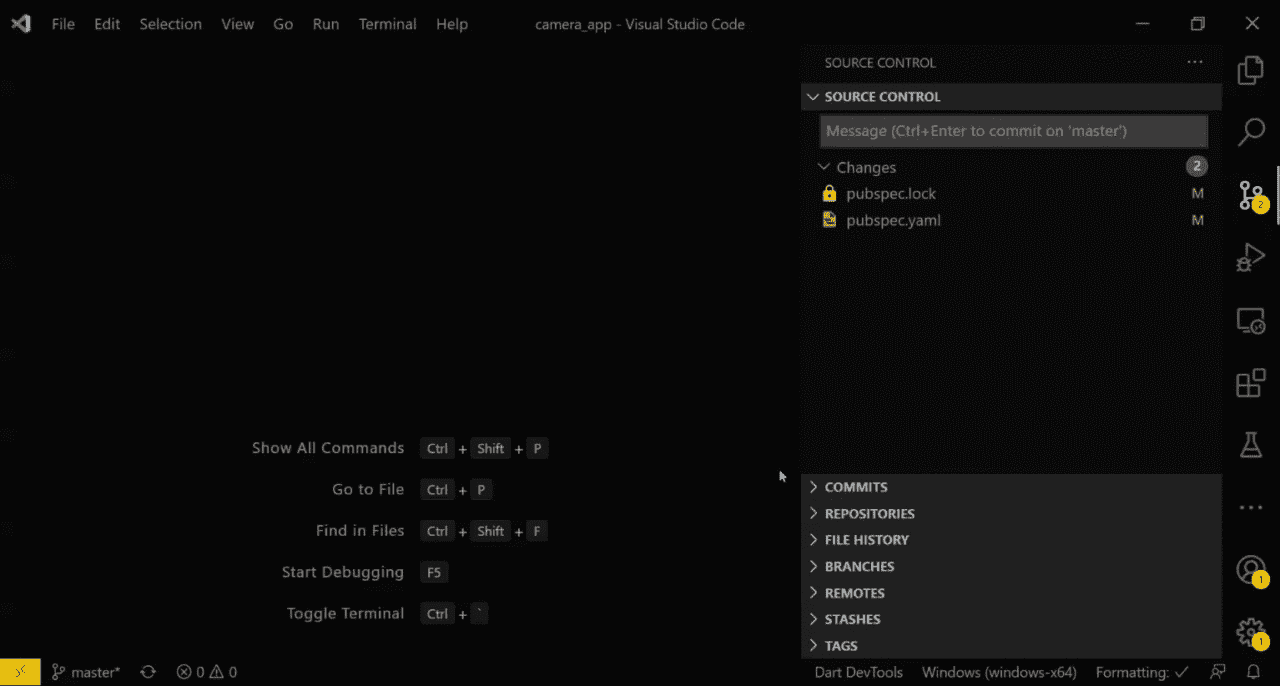 File Edit Selection View Go Run Terminal Help camera_app - Visual Studio Code
SOURCE CONTROL
SOURCE CONTROL
Message (Ctrl+Enter to commit on 'master')
Changes 2
pubspec.lock M
pubspec.yaml M
2
Show All Commands Ctrl + Shift + P
Go to File Ctrl + P
Find in Files Ctrl + Shift + F
Start Debugging F5
Toggle Terminal Ctrl + `
COMMITS
REPOSITORIES
FILE HISTORY
BRANCHES
REMOTES
STASHES
TAGS
1
1
master* 0 0 Dart DevTools Windows (windows-x64) Formatting: ✓